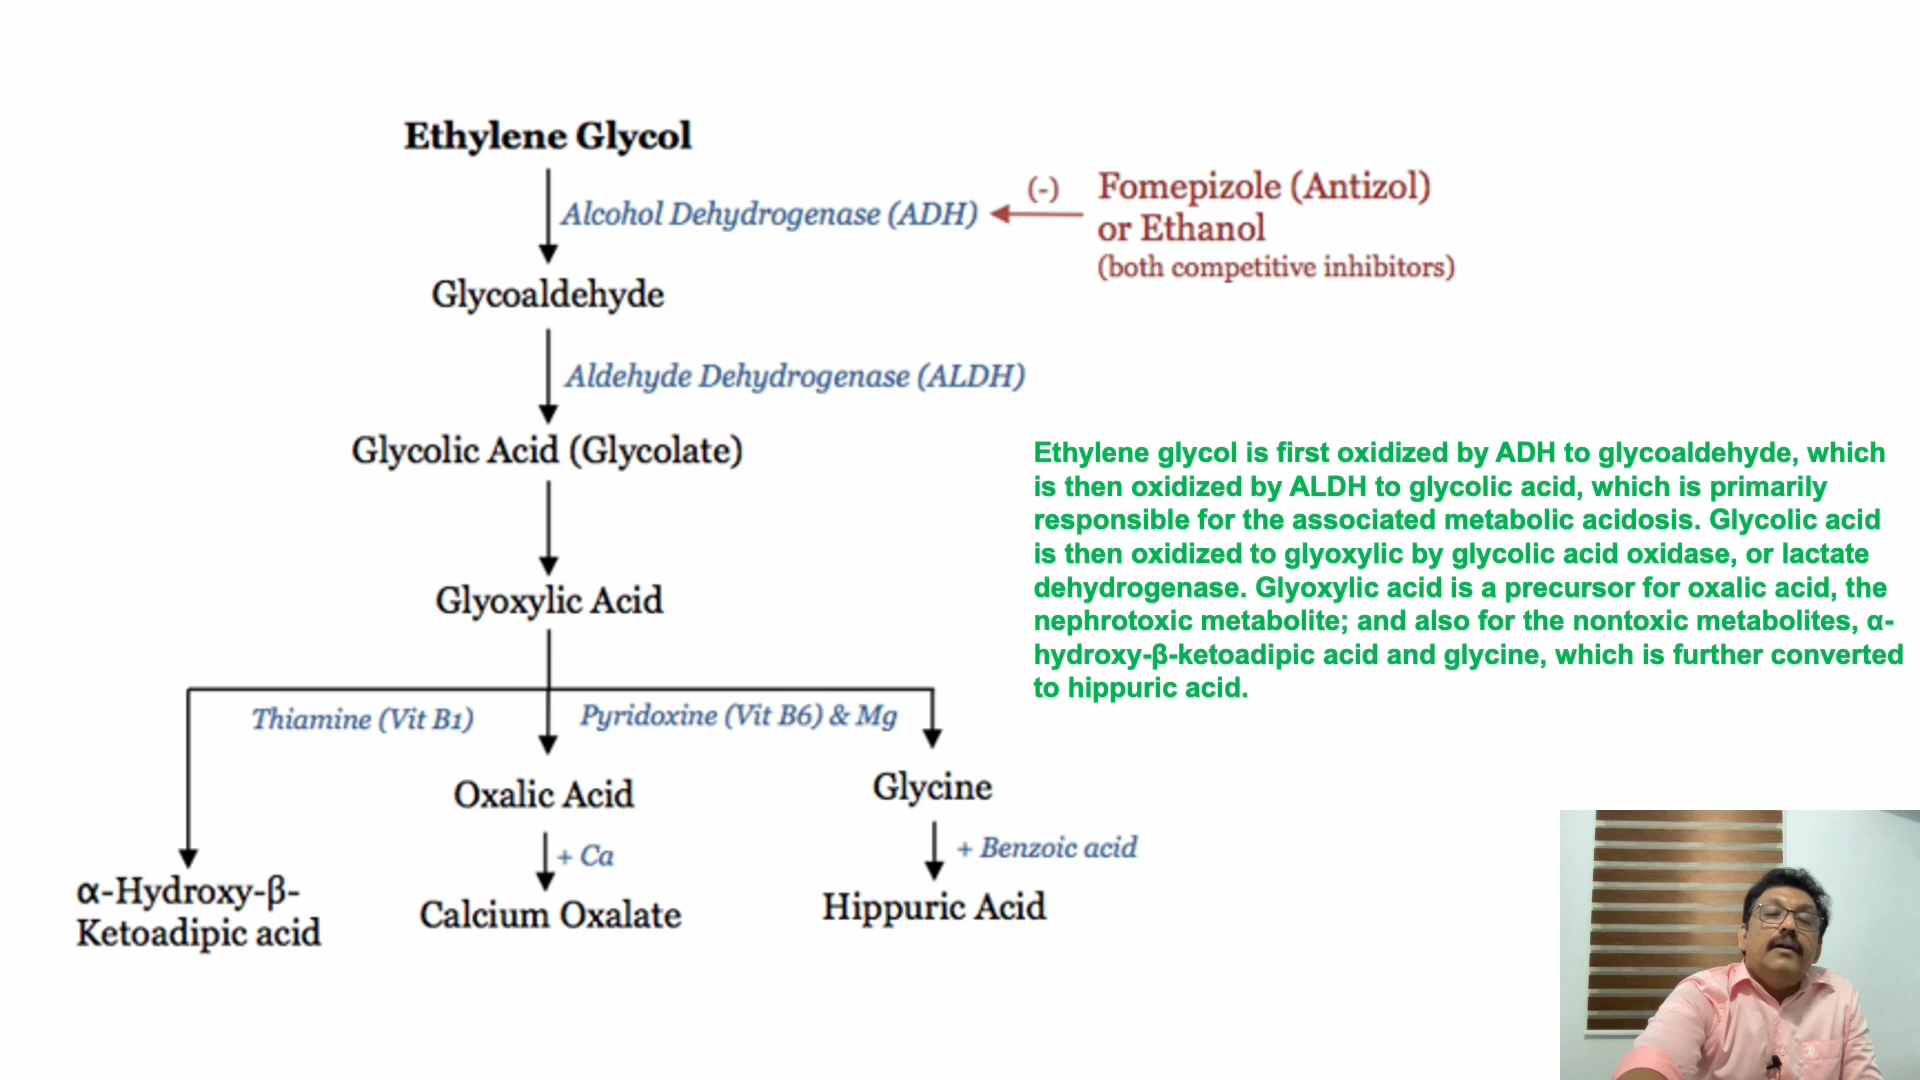 Ethylene Glycol
Alcohol Dehydrogenase (ADH)
(-)
Fomepizole (Antizol)
or Ethanol
(both competitive inhibitors)
Glycoaldehyde
Aldehyde Dehydrogenase (ALDH)
Glycolic Acid (Glycolate)
Glyoxylic Acid
Thiamine (Vit B1)
Pyridoxine (Vit B6) & Mg
Oxalic Acid
Glycine
+ Ca
+ Benzoic acid
α-Hydroxy-β-
Ketoadipic acid
Calcium Oxalate
Hippuric Acid
Ethylene glycol is first oxidized by ADH to glycoaldehyde, which
is then oxidized by ALDH to glycolic acid, which is primarily
responsible for the associated metabolic acidosis. Glycolic acid
is then oxidized to glyoxylic by glycolic acid oxidase, or lactate
dehydrogenase. Glyoxylic acid is a precursor for oxalic acid, the
nephrotoxic metabolite; and also for the nontoxic metabolites, α-
hydroxy-β-ketoadipic acid and glycine, which is further converted
to hippuric acid.